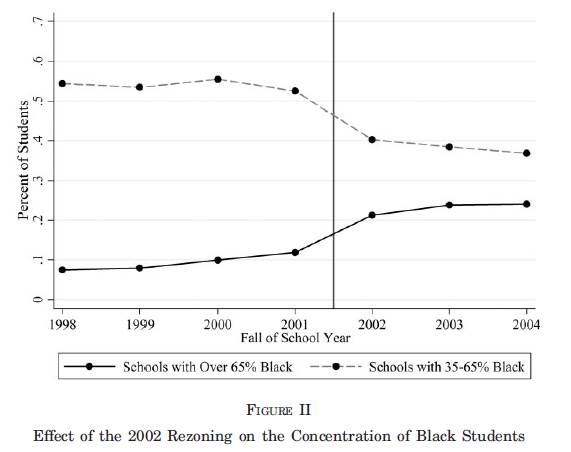 .7
.6
.5
.4
.3
.2
.1
0
Percent of Students
1998 1999 2000 2001 2002 2003 2004
Fall of School Year
Schools with Over 65% Black Schools with 35-65% Black
FIGURE II
Effect of the 2002 Rezoning on the Concentration of Black Students